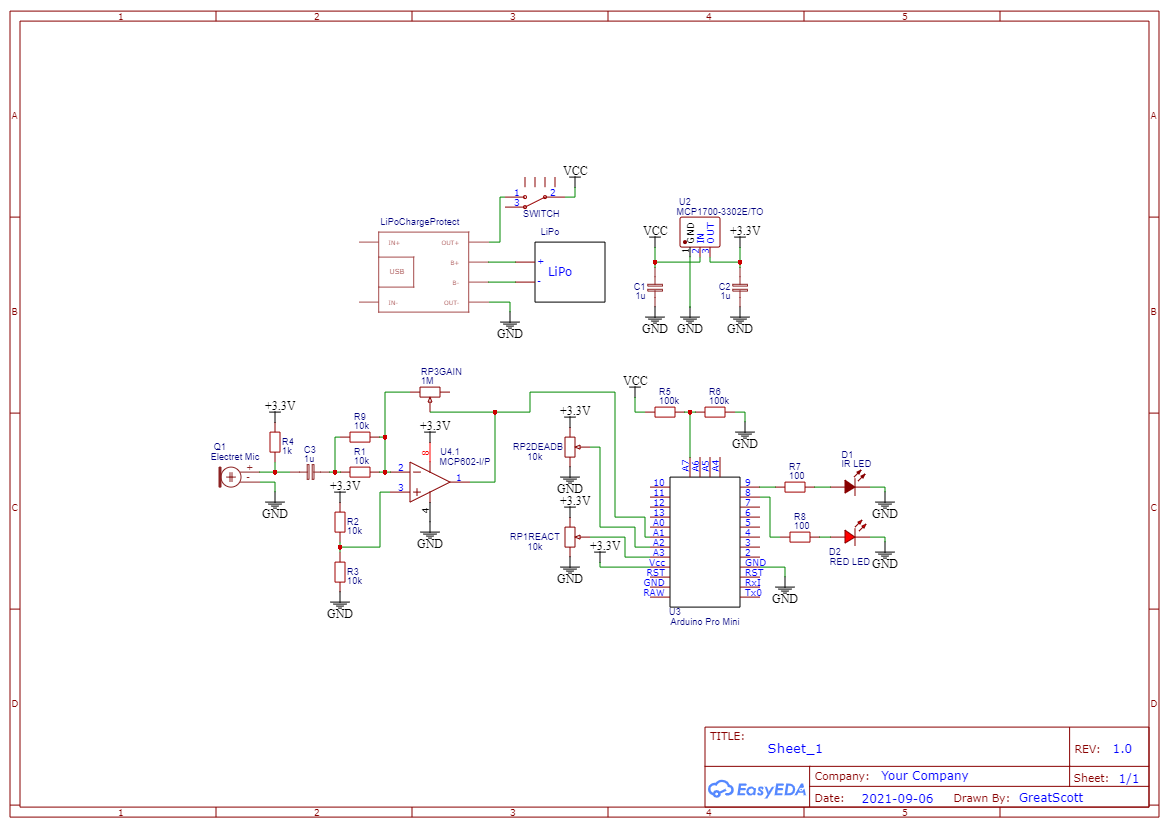 1 2 3 4 5
A A
B B
C C
D D
VCC
1 2
3
SWITCH
LiPoChargeProtect
IN+ OUT+
B+
USB
B-
IN- OUT-
LiPo
+ LiPo
-
GND
U2
MCP1700-3302E/TO
GND IN OUT
1 2 3
VCC +3.3V
C1
1u
C2
1u
GND GND GND
RP3GAIN
1M
+3.3V
+3.3V
R9
10k
R4
1k
Q1
Electret Mic
+
-
C3
1u
R1
10k
8
U4.1
MCP602-I/P
2 - 1
3 +
4
+3.3V
GND
R2
10k
GND
R3
10k
GND
+3.3V
RP2DEADB
10k
GND
+3.3V
RP1REACT
10k
+3.3V
GND
VCC
R5
100k
R6
100k
GND
A7 A6 A5 A4
10 9
11 8
12 7
13 6
A0 5
A1 4
A2 3
A3 2
Vcc GND
RST RST
GND RxI
RAW Tx0
U3
Arduino Pro Mini
GND
R7
100
D1
IR LED
GND
R8
100
D2
RED LED
GND
TITLE:
Sheet_1
REV: 1.0
EasyEDA
Company: Your Company
Sheet: 1/1
Date: 2021-09-06 Drawn By: GreatScott
1 2 3 4 5